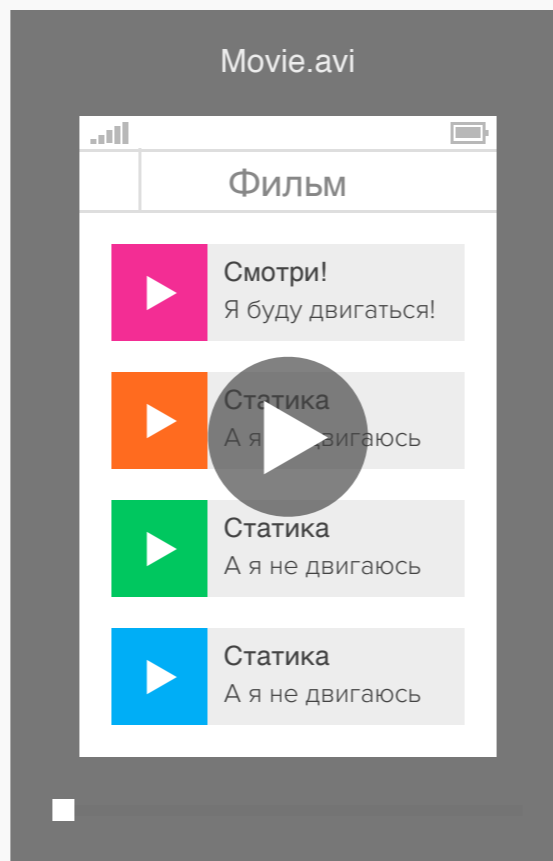 Movie.avi
Фильм
Смотри!
Я буду двигаться!
Статика
А я не двигаюсь
Статика
А я не двигаюсь
Статика
А я не двигаюсь